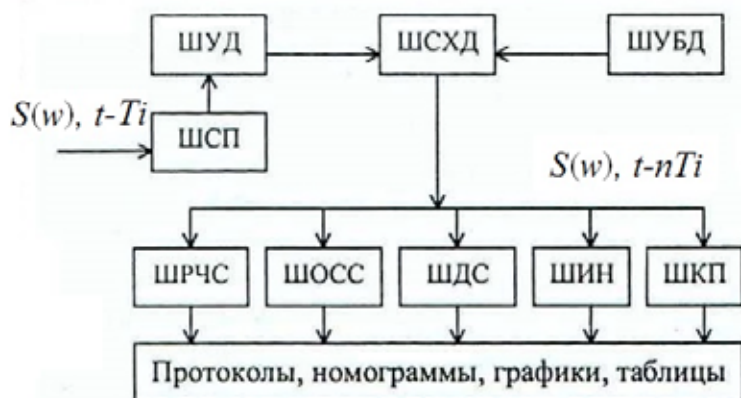 ШУД ШСХД ШУБД
S(w), t-Ti
ШСП
S(w), t-nTi
ШРЧС ШОСС ШДС ШИН ШКП
Протоколы, номограммы, графики, таблицы